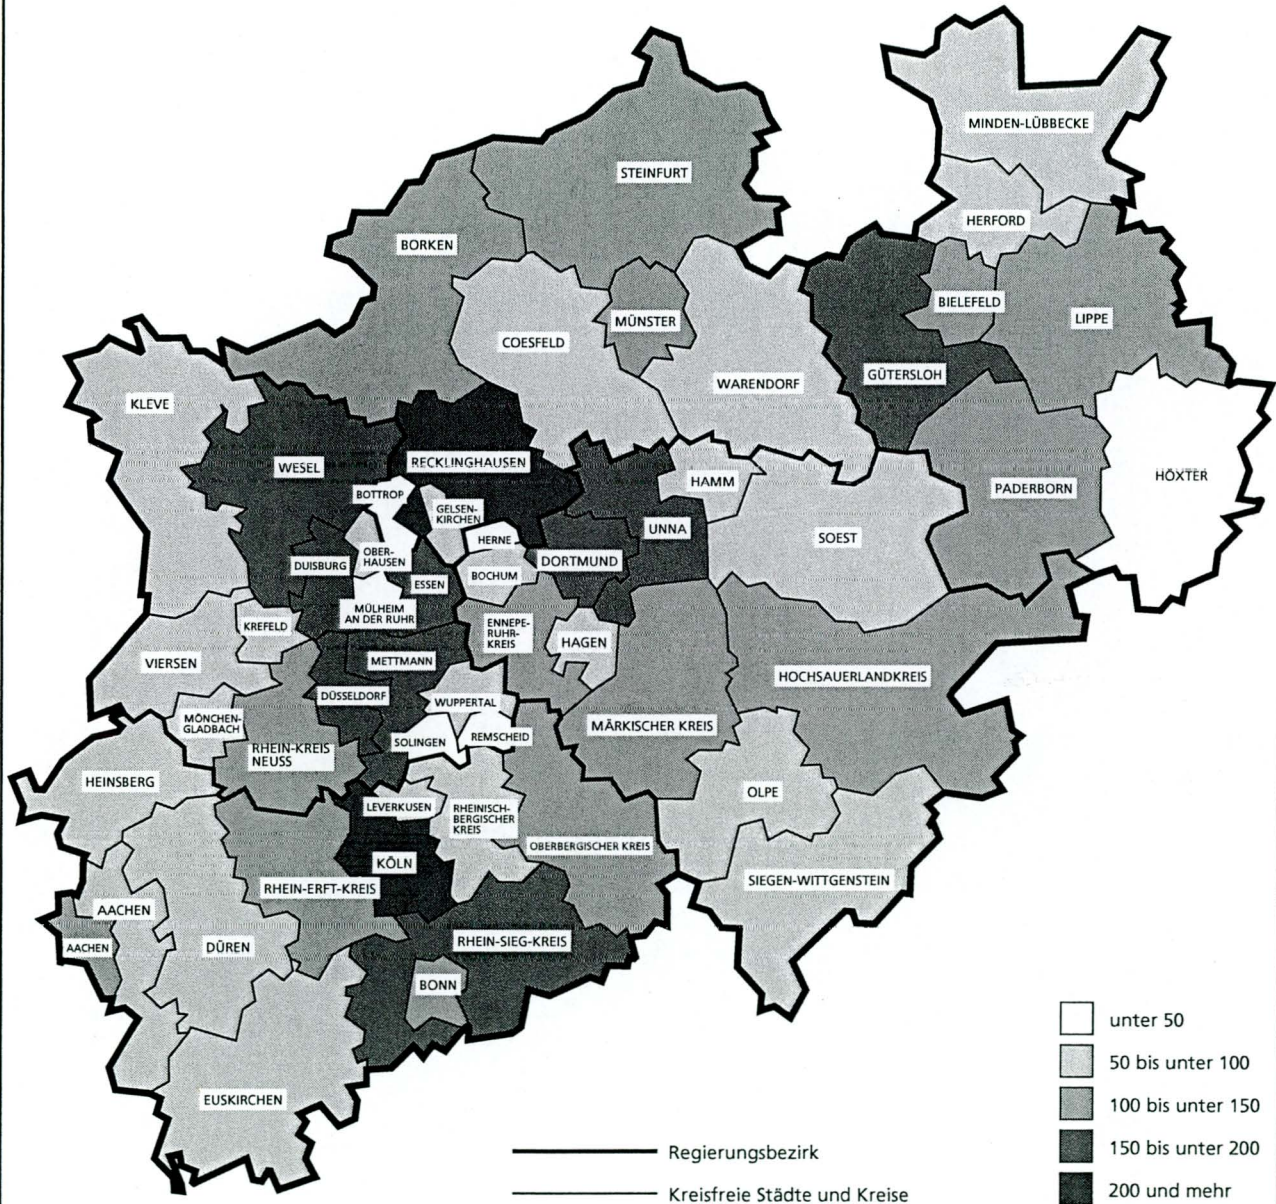 MINDEN-LÜBBECKE
STEINFURT
HERFORD
BORKEN
BIELEFELD
MÜNSTER
LIPPE
COESFELD
GÜTERSLOH
WARENDORF
KLEVE
RECKLINGHAUSEN
WESEL
HÖXTER
HAMM
PADERBORN
BOTTROP
GELSEN-
KIRCHEN
UNNA
HERNE
SOEST
OBER-
HAUSEN
DORTMUND
DUISBURG
BOCHUM
ESSEN
MÜLHEIM
AN DER RUHR
KREFELD
ENNEPE-
RUHR-
KREIS
HAGEN
VIERSEN
METTMANN
HOCHSAUERLANDKREIS
DÜSSELDORF
WUPPERTAL
MÖNCHEN-
GLADBACH
MÄRKISCHER KREIS
SOLINGEN
REMSCHEID
RHEIN-KREIS
NEUSS
HEINSBERG
OLPE
LEVERKUSEN
RHEINISCH-
BERGISCHER
KREIS
OBERBERGISCHER KREIS
KÖLN
SIEGEN-WITTGENSTEIN
RHEIN-ERFT-KREIS
AACHEN
AACHEN
DÜREN
RHEIN-SIEG-KREIS
BONN
EUSKIRCHEN
unter 50
50 bis unter 100
100 bis unter 150
150 bis unter 200
200 und mehr
Regierungsbezirk
Kreisfreie Städte und Kreise